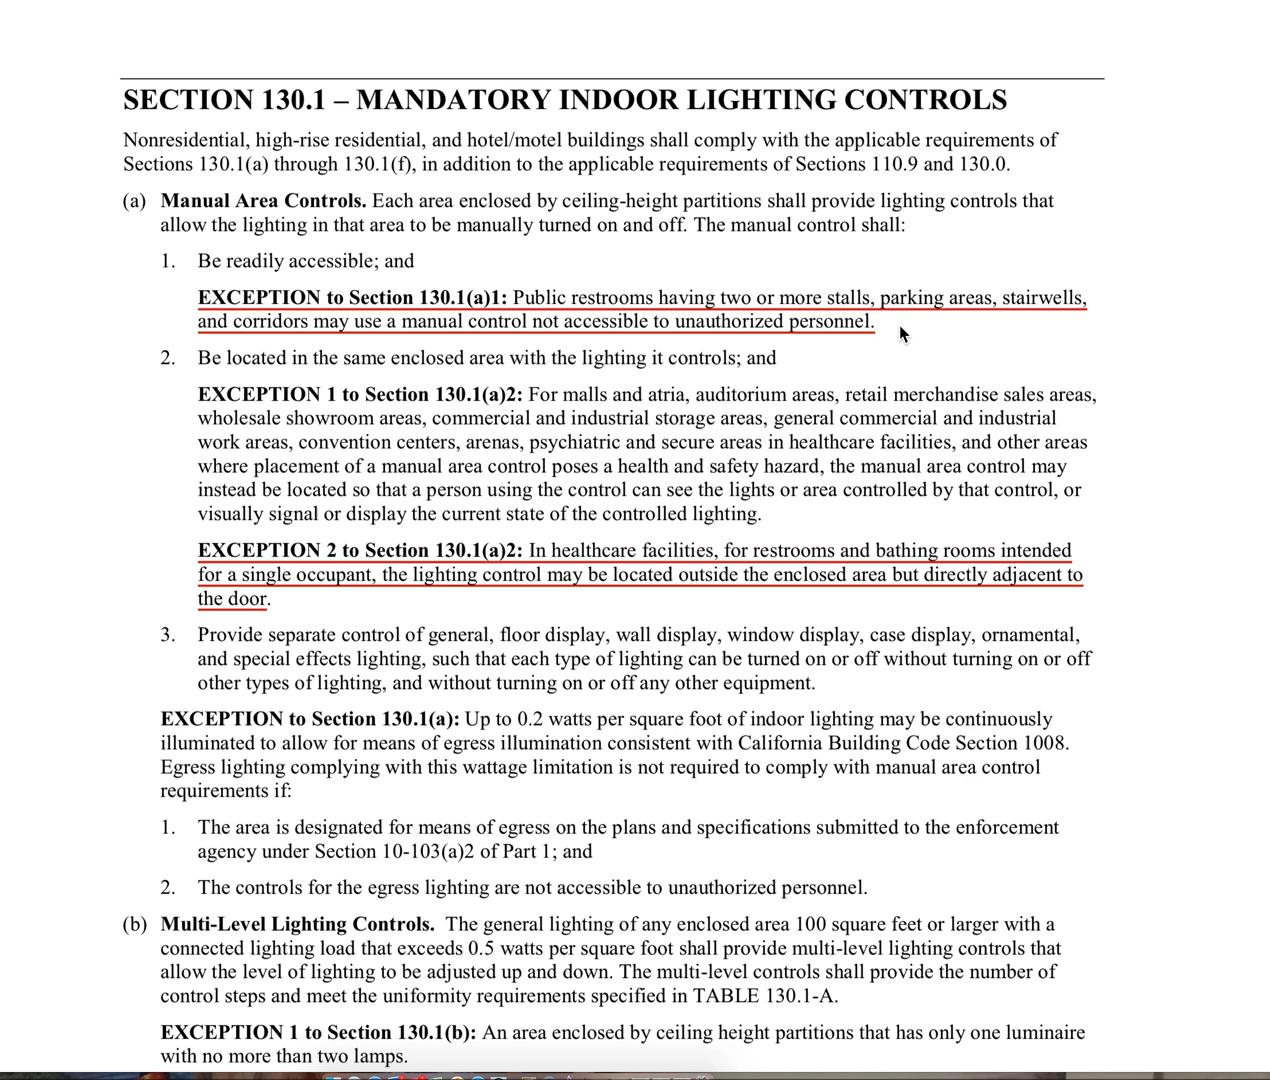 SECTION 130.1 – MANDATORY INDOOR LIGHTING CONTROLS
Nonresidential, high-rise residential, and hotel/motel buildings shall comply with the applicable requirements of
Sections 130.1(a) through 130.1(f), in addition to the applicable requirements of Sections 110.9 and 130.0.
(a) Manual Area Controls. Each area enclosed by ceiling-height partitions shall provide lighting controls that
allow the lighting in that area to be manually turned on and off. The manual control shall:
1. Be readily accessible; and
EXCEPTION to Section 130.1(a)1: Public restrooms having two or more stalls, parking areas, stairwells,
and corridors may use a manual control not accessible to unauthorized personnel.
2. Be located in the same enclosed area with the lighting it controls; and
EXCEPTION 1 to Section 130.1(a)2: For malls and atria, auditorium areas, retail merchandise sales areas,
wholesale showroom areas, commercial and industrial storage areas, general commercial and industrial
work areas, convention centers, arenas, psychiatric and secure areas in healthcare facilities, and other areas
where placement of a manual area control poses a health and safety hazard, the manual area control may
instead be located so that a person using the control can see the lights or area controlled by that control, or
visually signal or display the current state of the controlled lighting.
EXCEPTION 2 to Section 130.1(a)2: In healthcare facilities, for restrooms and bathing rooms intended
for a single occupant, the lighting control may be located outside the enclosed area but directly adjacent to
the door.
3. Provide separate control of general, floor display, wall display, window display, case display, ornamental,
and special effects lighting, such that each type of lighting can be turned on or off without turning on or off
other types of lighting, and without turning on or off any other equipment.
EXCEPTION to Section 130.1(a): Up to 0.2 watts per square foot of indoor lighting may be continuously
illuminated to allow for means of egress illumination consistent with California Building Code Section 1008.
Egress lighting complying with this wattage limitation is not required to comply with manual area control
requirements if:
1. The area is designated for means of egress on the plans and specifications submitted to the enforcement
agency under Section 10-103(a)2 of Part 1; and
2. The controls for the egress lighting are not accessible to unauthorized personnel.
(b) Multi-Level Lighting Controls. The general lighting of any enclosed area 100 square feet or larger with a
connected lighting load that exceeds 0.5 watts per square foot shall provide multi-level lighting controls that
allow the level of lighting to be adjusted up and down. The multi-level controls shall provide the number of
control steps and meet the uniformity requirements specified in TABLE 130.1-A.
EXCEPTION 1 to Section 130.1(b): An area enclosed by ceiling height partitions that has only one luminaire
with no more than two lamps.